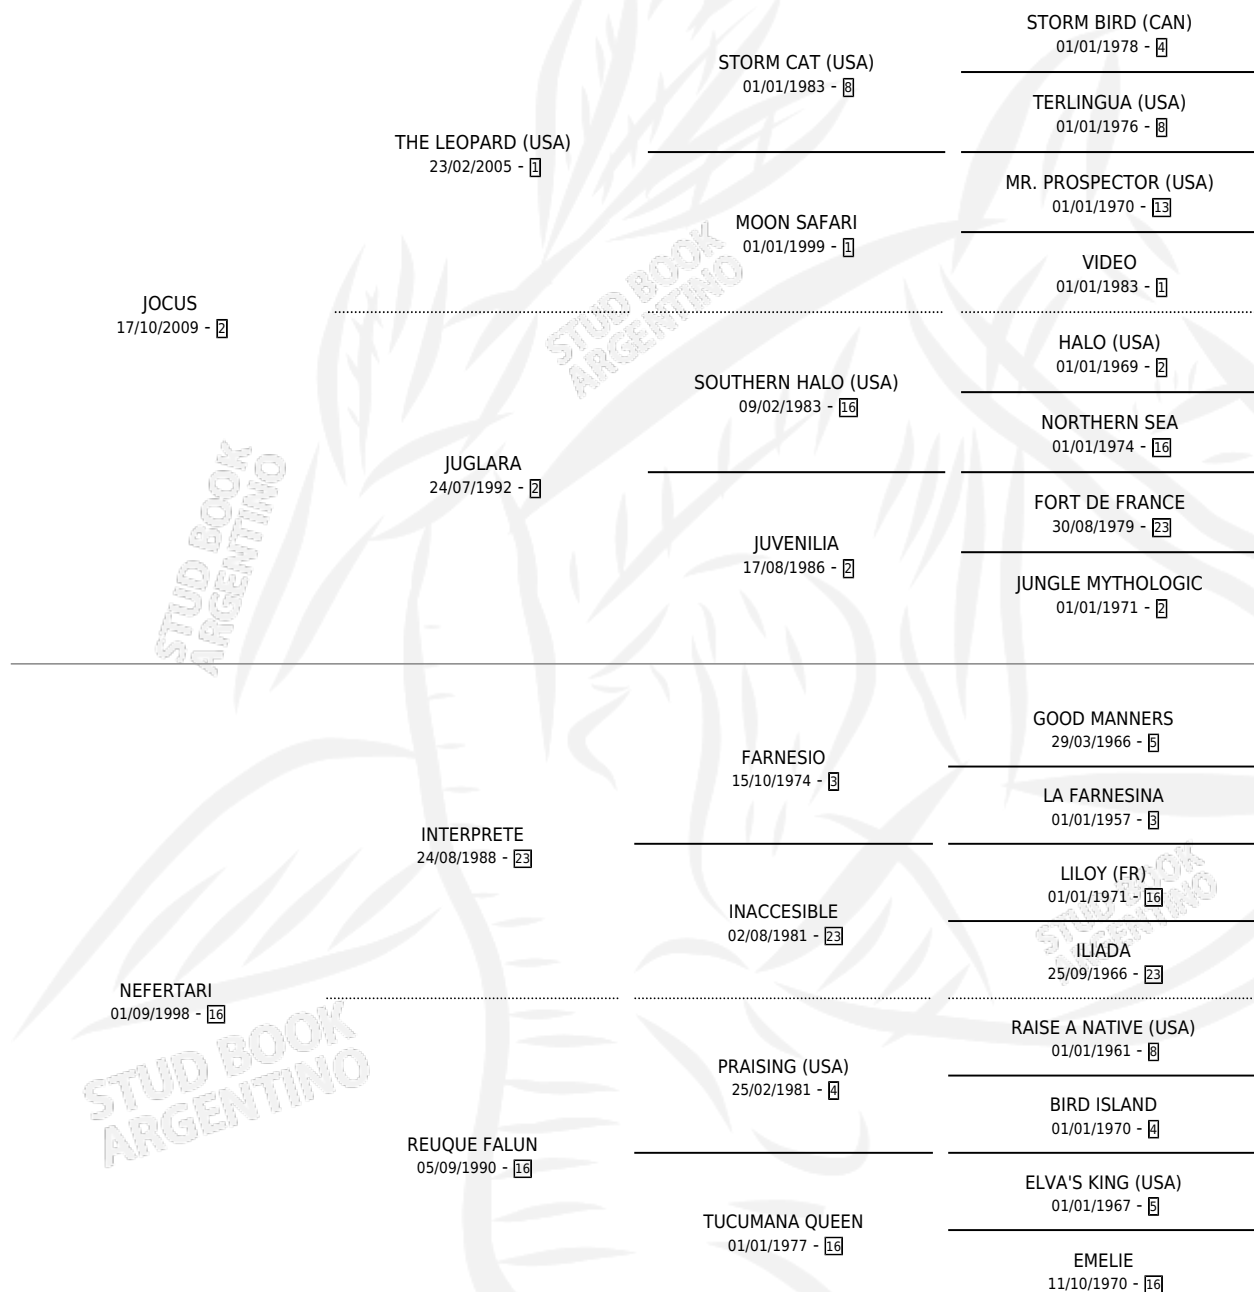 STORM BIRD (CAN)
01/01/1978 - 4
STORM CAT (USA)
01/01/1983 - 8
TERLINGUA (USA)
01/01/1976 - 8
THE LEOPARD (USA)
23/02/2005 - 1
MR. PROSPECTOR (USA)
01/01/1970 - 13
MOON SAFARI
01/01/1999 - 1
VIDEO
01/01/1983 - 1
JOCUS
17/10/2009 - 2
HALO (USA)
01/01/1969 - 2
SOUTHERN HALO (USA)
09/02/1983 - 16
NORTHERN SEA
01/01/1974 - 16
JUGLARA
24/07/1992 - 2
FORT DE FRANCE
30/08/1979 - 23
JUVENILIA
17/08/1986 - 2
JUNGLE MYTHOLOGIC
01/01/1971 - 2
GOOD MANNERS
29/03/1966 - 5
FARNESIO
15/10/1974 - 3
LA FARNESINA
01/01/1957 - 3
INTERPRETE
24/08/1988 - 23
LILOY (FR)
01/01/1971 - 16
INACCESIBLE
02/08/1981 - 23
ILIADA
25/09/1966 - 23
NEFERTARI
01/09/1998 - 16
RAISE A NATIVE (USA)
01/01/1961 - 8
PRAISING (USA)
25/02/1981 - 4
BIRD ISLAND
01/01/1970 - 4
REUQUE FALUN
05/09/1990 - 16
ELVA'S KING (USA)
01/01/1967 - 5
TUCUMANA QUEEN
01/01/1977 - 16
EMELIE
11/10/1970 - 16
STUD BOOK
ARGENTINO
STUD BOOK
ARGENTINO
STUD BOOK
ARGENTINO
STUD BOOK
ARGENTINO